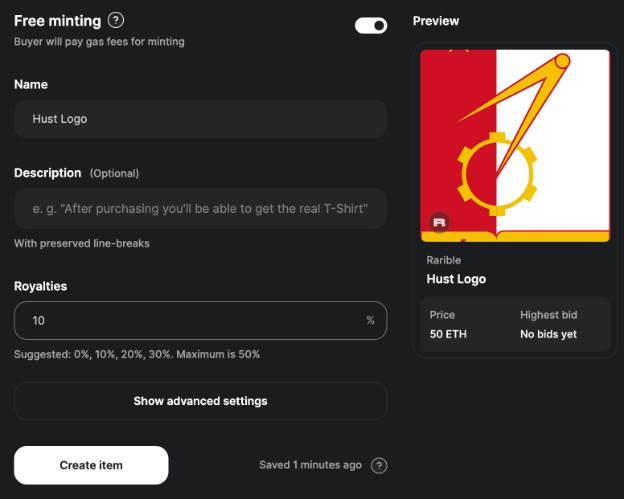 Free minting ?
Buyer will pay gas fees for minting
Name
Hust Logo
Description (Optional)
e. g. "After purchasing you'll be able to get the real T-Shirt"
With preserved line-breaks
Royalties
10 %
Suggested: 0%, 10%, 20%, 30%. Maximum is 50%
Show advanced settings
Create item
Saved 1 minutes ago ?
Preview
R
Rarible
Hust Logo
Price Highest bid
50 ETH No bids yet